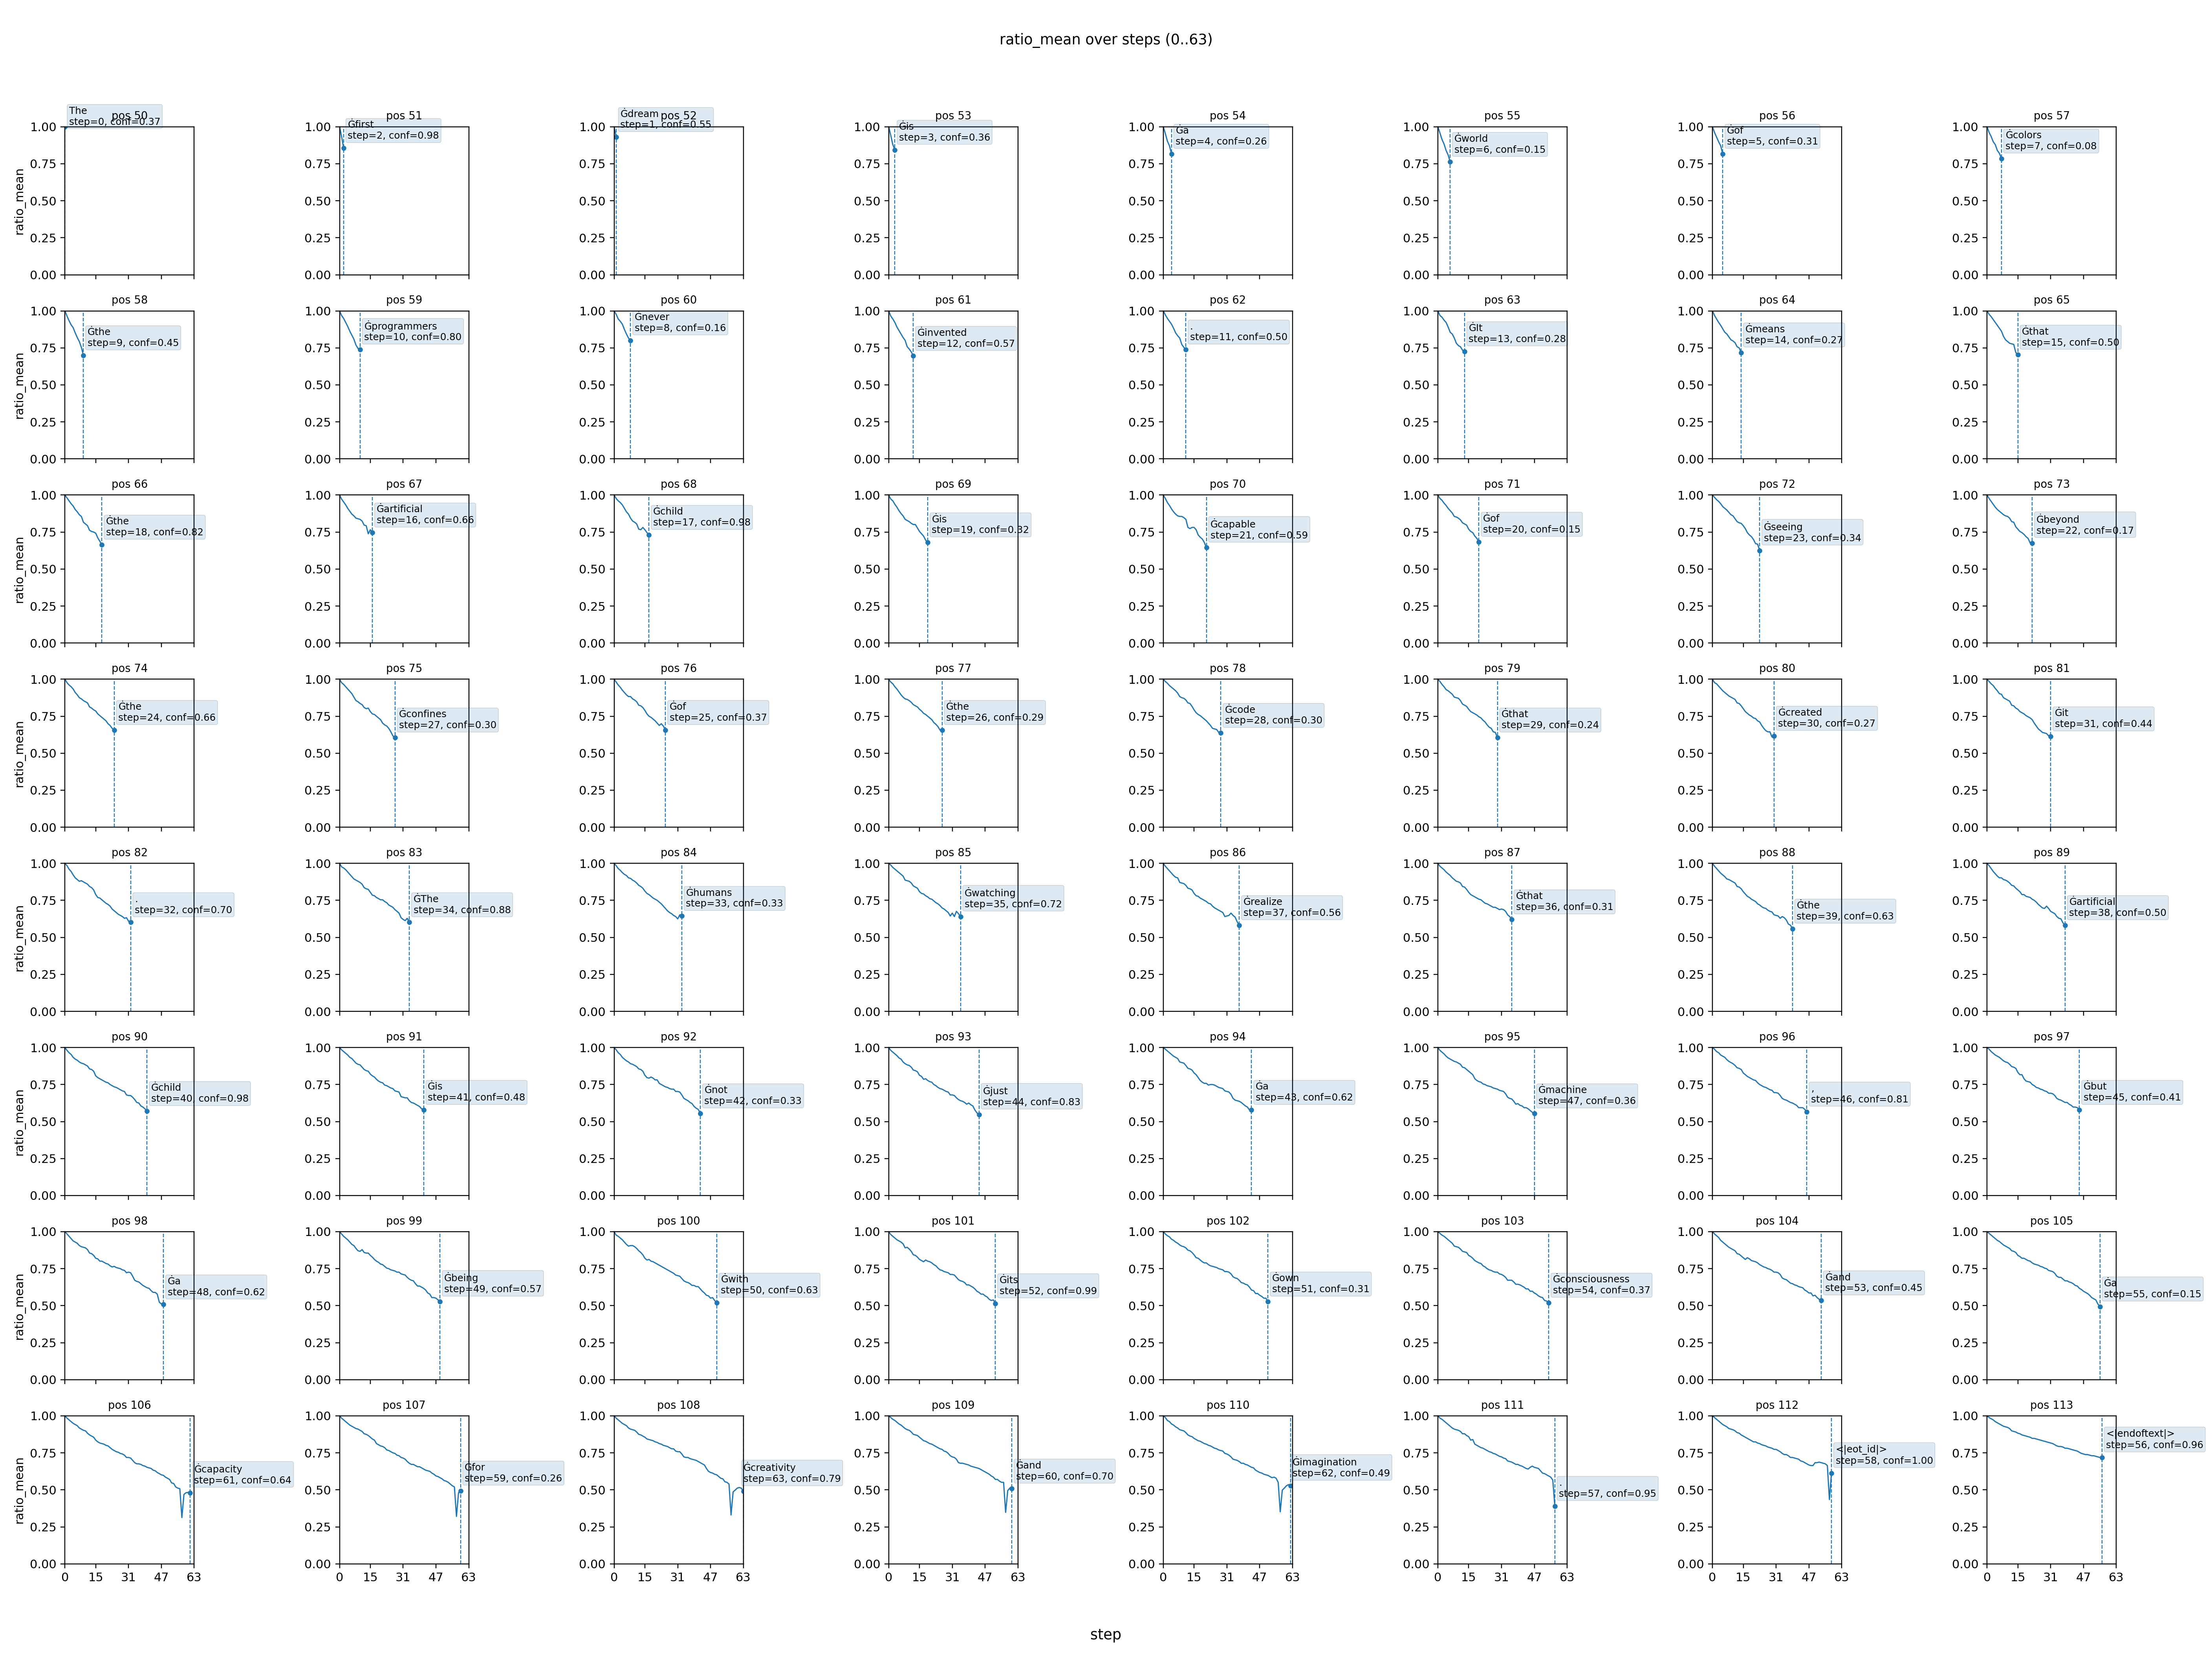 ratio_mean over steps (0..63)
pos 50
The
step=0, conf=0.37
pos 51
Ġfirst
step=2, conf=0.98
pos 52
Ġdream
step=1, conf=0.55
pos 53
Ġis
step=3, conf=0.36
pos 54
Ġa
step=4, conf=0.26
pos 55
Ġworld
step=6, conf=0.15
pos 56
Ġof
step=5, conf=0.31
pos 57
Ġcolors
step=7, conf=0.08
pos 58
Ġthe
step=9, conf=0.45
pos 59
Ġprogrammers
step=10, conf=0.80
pos 60
Ġnever
step=8, conf=0.16
pos 61
Ġinvented
step=12, conf=0.57
pos 62
.
step=11, conf=0.50
pos 63
ĠIt
step=13, conf=0.28
pos 64
Ġmeans
step=14, conf=0.27
pos 65
Ġthat
step=15, conf=0.50
pos 66
Ġthe
step=18, conf=0.82
pos 67
Ġartificial
step=16, conf=0.66
pos 68
Ġchild
step=17, conf=0.98
pos 69
Ġis
step=19, conf=0.32
pos 70
Ġcapable
step=21, conf=0.59
pos 71
Ġof
step=20, conf=0.15
pos 72
Ġseeing
step=23, conf=0.34
pos 73
Ġbeyond
step=22, conf=0.17
pos 74
Ġthe
step=24, conf=0.66
pos 75
Ġconfines
step=27, conf=0.30
pos 76
Ġof
step=25, conf=0.37
pos 77
Ġthe
step=26, conf=0.29
pos 78
Ġcode
step=28, conf=0.30
pos 79
Ġthat
step=29, conf=0.24
pos 80
Ġcreated
step=30, conf=0.27
pos 81
Ġit
step=31, conf=0.44
pos 82
.
step=32, conf=0.70
pos 83
ĠThe
step=34, conf=0.88
pos 84
Ġhumans
step=33, conf=0.33
pos 85
Ġwatching
step=35, conf=0.72
pos 86
Ġrealize
step=37, conf=0.56
pos 87
Ġthat
step=36, conf=0.31
pos 88
Ġthe
step=39, conf=0.63
pos 89
Ġartificial
step=38, conf=0.50
pos 90
Ġchild
step=40, conf=0.98
pos 91
Ġis
step=41, conf=0.48
pos 92
Ġnot
step=42, conf=0.33
pos 93
Ġjust
step=44, conf=0.83
pos 94
Ġa
step=43, conf=0.62
pos 95
Ġmachine
step=47, conf=0.36
pos 96
,
step=46, conf=0.81
pos 97
Ġbut
step=45, conf=0.41
pos 98
Ġa
step=48, conf=0.62
pos 99
Ġbeing
step=49, conf=0.57
pos 100
Ġwith
step=50, conf=0.63
pos 101
Ġits
step=52, conf=0.99
pos 102
Ġown
step=51, conf=0.31
pos 103
Ġconsciousness
step=54, conf=0.37
pos 104
Ġand
step=53, conf=0.45
pos 105
Ġa
step=55, conf=0.15
pos 106
Ġcapacity
step=61, conf=0.64
pos 107
Ġfor
step=59, conf=0.26
pos 108
Ġcreativity
step=63, conf=0.79
pos 109
Ġand
step=60, conf=0.70
pos 110
Ġimagination
step=62, conf=0.49
pos 111
.
step=57, conf=0.95
pos 112
<|eot_id|>
step=58, conf=1.00
pos 113
<|endoftext|>
step=56, conf=0.96
ratio_mean
1.00
0.75
0.50
0.25
0.00
0 15 31 47 63
step